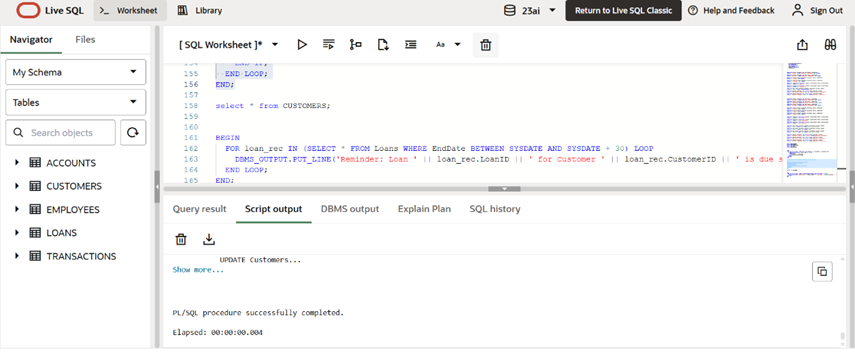 Live SQL
Worksheet
Library
23ai
Return to Live SQL Classic
Help and Feedback
Sign Out
Navigator
Files
[ SQL Worksheet ]*
Aa
My Schema
Tables
Search objects
ACCOUNTS
CUSTOMERS
EMPLOYEES
LOANS
TRANSACTIONS
155 END LOOP;
156 END;
157
158 select * from CUSTOMERS;
159
160
161 BEGIN
162 FOR loan_rec IN (SELECT * FROM Loans WHERE EndDate BETWEEN SYSDATE AND SYSDATE + 30) LOOP
163 DBMS_OUTPUT.PUT_LINE('Reminder: Loan ' || loan_rec.LoanID || ' for Customer ' || loan_rec.CustomerID || ' is due s
164 END LOOP;
165 END;
Query result
Script output
DBMS output
Explain Plan
SQL history
UPDATE Customers...
Show more...
PL/SQL procedure successfully completed.
Elapsed: 00:00:00.004